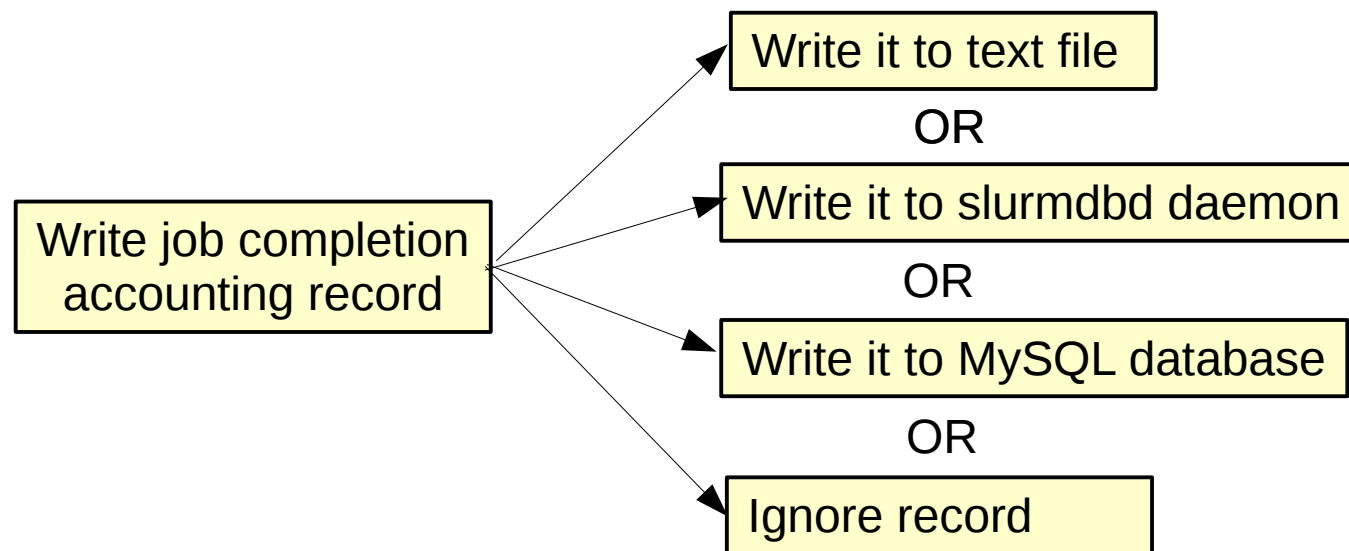 Write it to text file
OR
Write it to slurmdbd daemon
Write job completion
accounting record
OR
Write it to MySQL database
OR
Ignore record